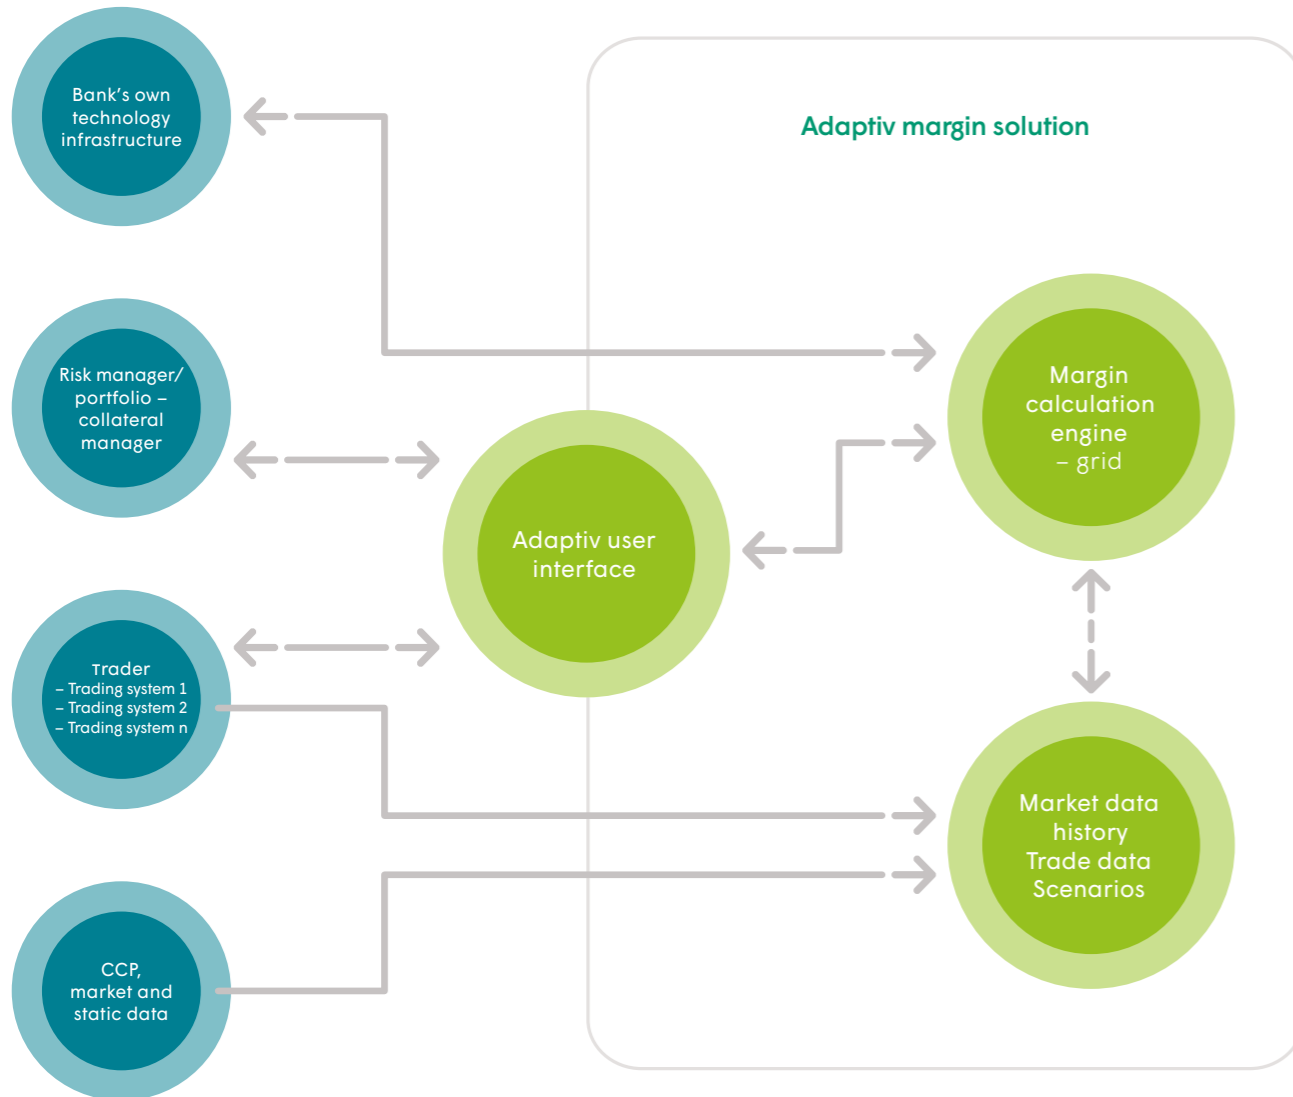 Bank's own
technology
infrastructure
Adaptiv margin solution
Risk manager/
portfolio –
collateral
manager
Margin
calculation
engine
– grid
Adaptiv user
interface
Trader
– Trading system 1
– Trading system 2
– Trading system n
Market data
history
Trade data
Scenarios
CCP,
market and
static data